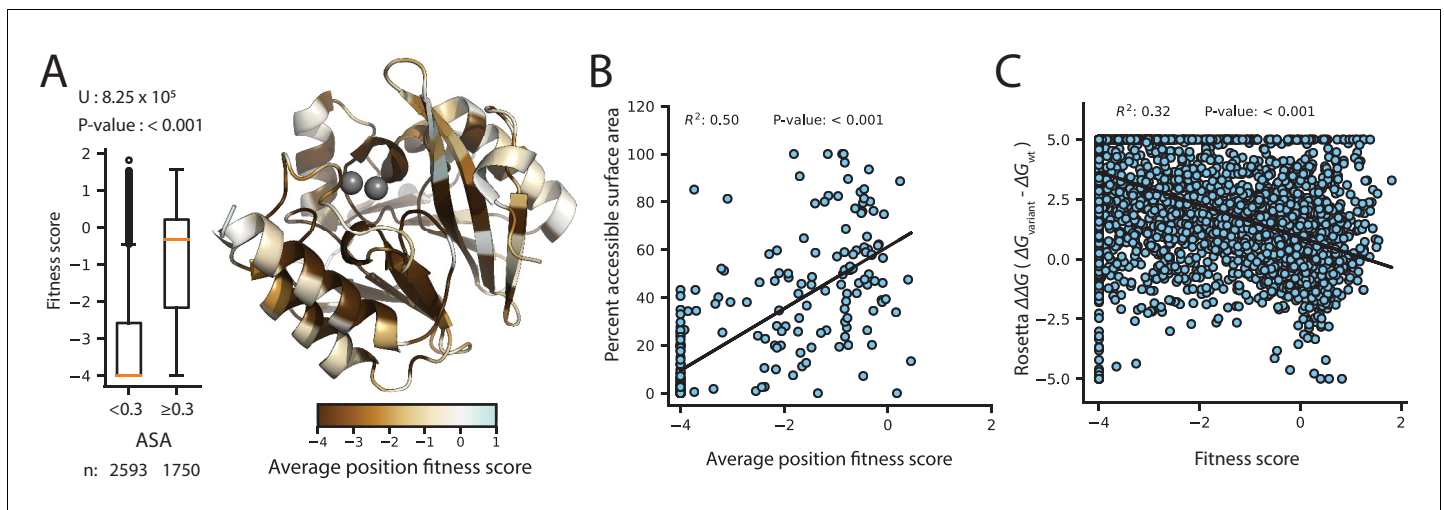 A
U : 8.25 x 10⁵
P-value : < 0.001
Fitness score
2
1
0
−1
−2
−3
−4
<0.3 ≥0.3
ASA
n: 2593 1750
−4 −3 −2 −1 0 1
Average position fitness score
B
R²: 0.50 P-value: < 0.001
Percent accessible surface area
120
100
80
60
40
20
0
−4 −2 0 2
Average position fitness score
C
R²: 0.32 P-value: < 0.001
Rosetta ΔΔG ( ΔGvariant - ΔGwt)
5.0
2.5
0.0
−2.5
−5.0
−4 −2 0 2
Fitness score